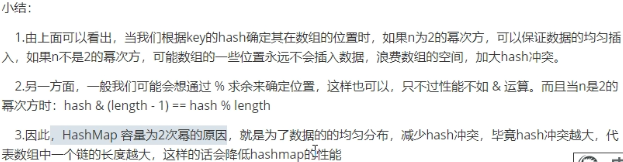 小结：
1.由上面可以看出，当我们根据key的hash确定其在数组的位置时，如果n为2的幂次方，可以保证数据的均匀插
入，如果n不是2的幂次方，可能数组的一些位置永远不会插入数据，浪费数组的空间，加大hash冲突。
2.另一方面，一般我们可能会想通过 % 求余来确定位置，这样也可以，只不过性能不如 & 运算。而且当n是2的
幂次方时：hash & (length - 1) == hash % length
3.因此，HashMap 容量为2次幂的原因，就是为了数据的的均匀分布，减少hash冲突，毕竟hash冲突越大，代
表数组中一个链的长度越大，这样的话会降低hashmap的性能